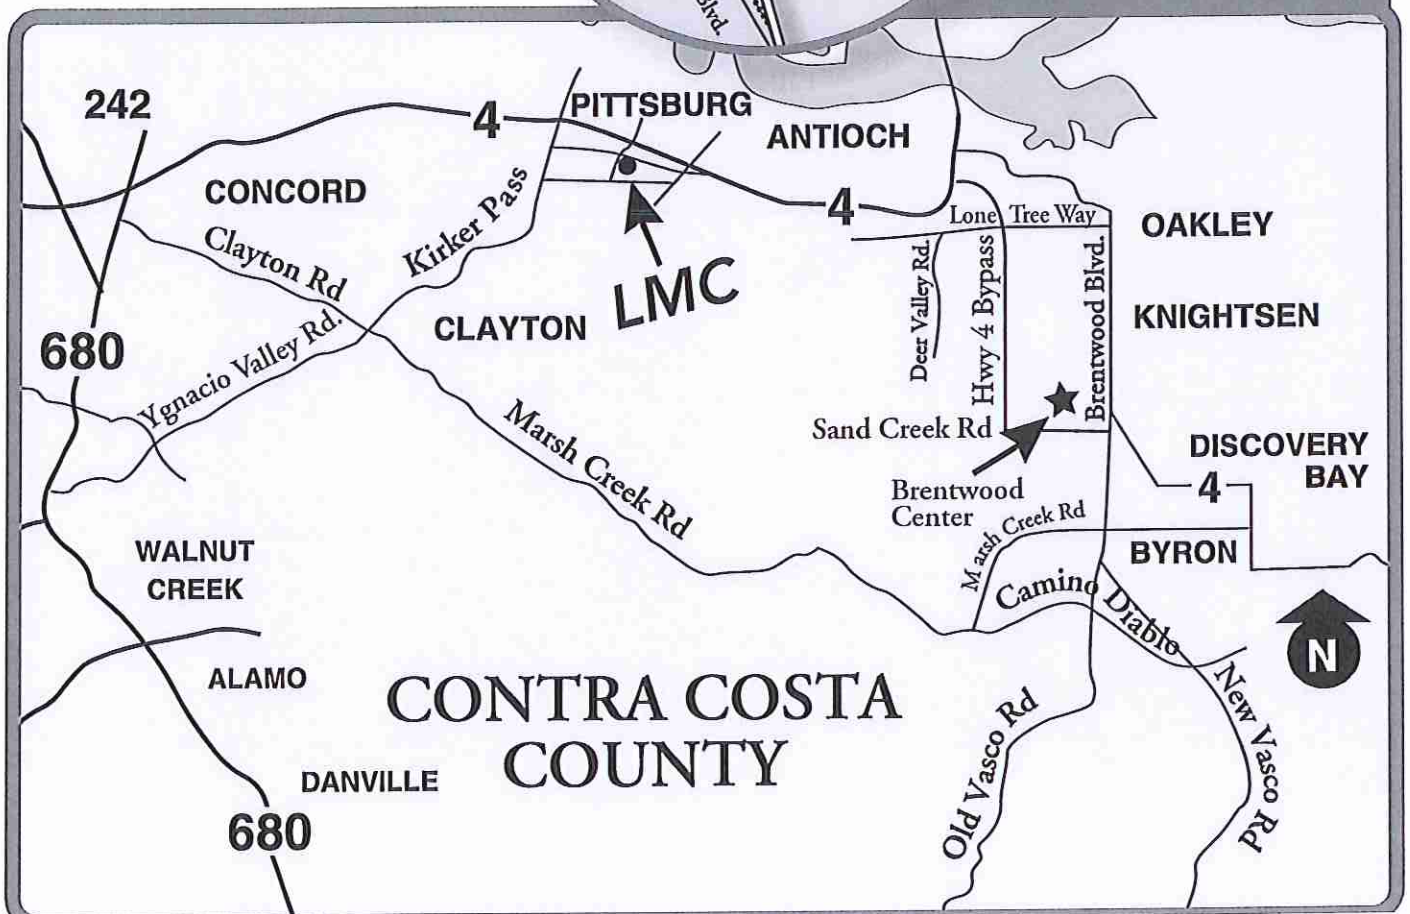 Blvd.
242
4
PITTSBURG
ANTIOCH
CONCORD
Kirker Pass
4
Lone Tree Way
OAKLEY
Clayton Rd
LMC
Deer Valley Rd.
Hwy 4 Bypass
Brentwood Blvd.
KNIGHTSEN
680
CLAYTON
Ygnacio Valley Rd.
Marsh Creek Rd
Sand Creek Rd
DISCOVERY
BAY
4
Brentwood
Center
Marsh Creek Rd
BYRON
WALNUT
CREEK
Camino Diablo
N
ALAMO
CONTRA COSTA
COUNTY
Old Vasco Rd
New Vasco Rd
DANVILLE
680